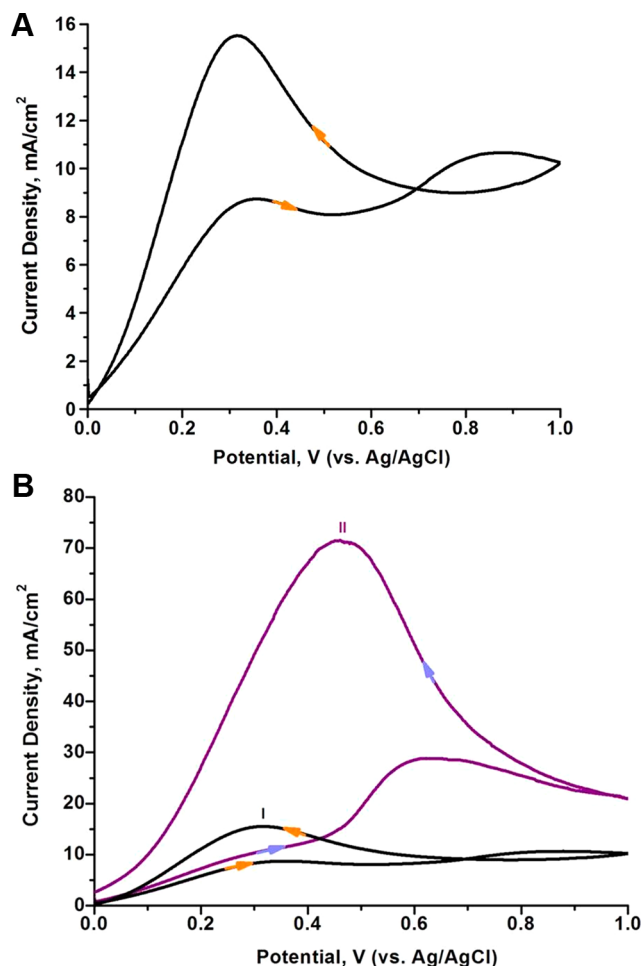 A
Current Density, mA/cm²
16
14
12
10
8
6
4
2
0
0.0 0.2 0.4 0.6 0.8 1.0
Potential, V (vs. Ag/AgCl)
B
Current Density, mA/cm²
80
70
60
50
40
30
20
10
0
II
I
0.0 0.2 0.4 0.6 0.8 1.0
Potential, V (vs. Ag/AgCl)